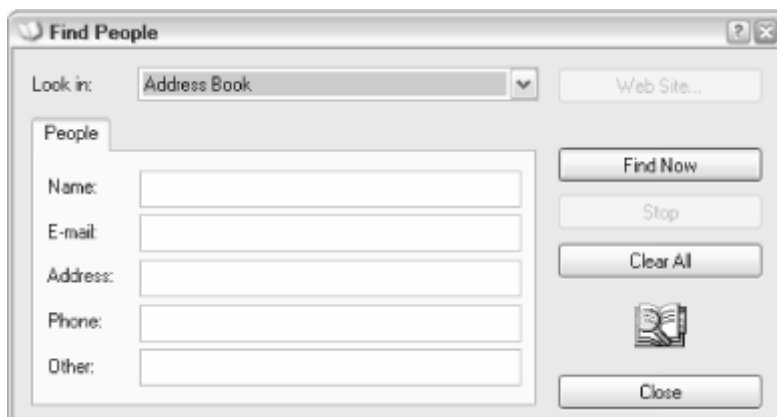 Find People
Look in: Address Book Web Site...
People
Find Now
Name:
Stop
E-mail:
Clear All
Address:
Phone:
Other:
Close